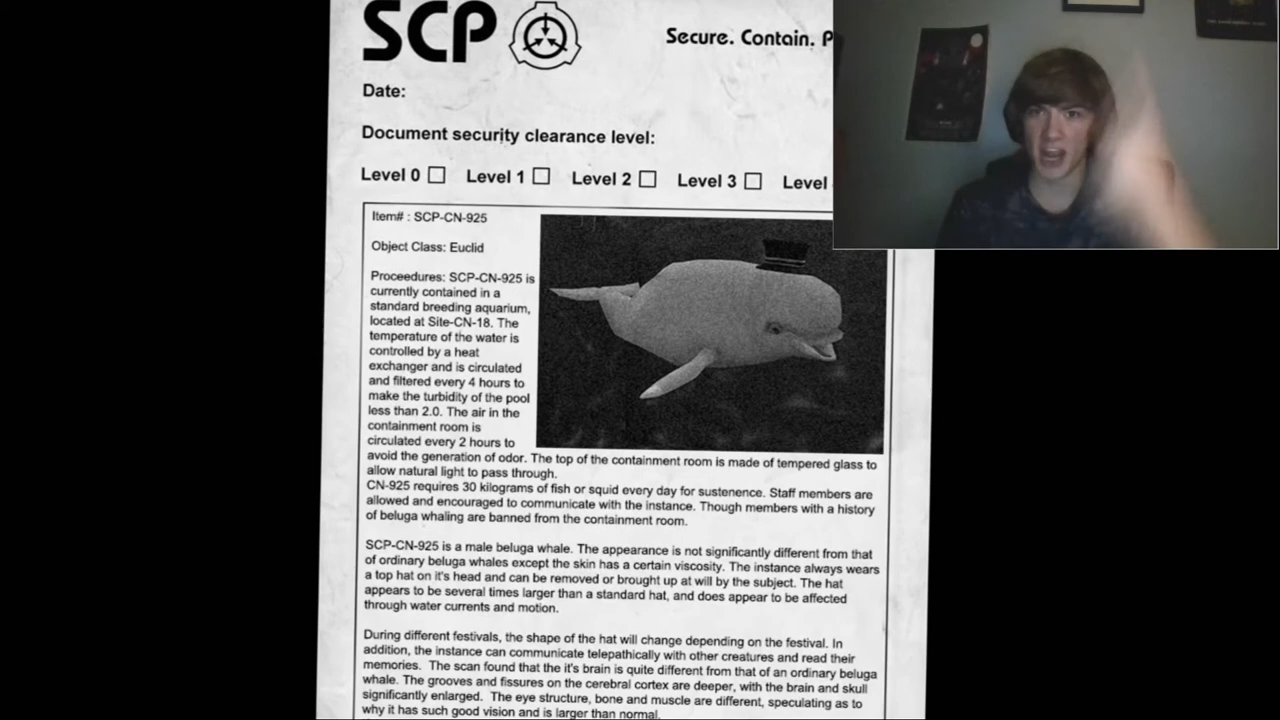 SCP
Secure. Contain. P
Date:
Document security clearance level:
Level 0 Level 1 Level 2 Level 3 Level
Item# : SCP-CN-925
Object Class: Euclid
Proceedures: SCP-CN-925 is
currently contained in a
standard breeding aquarium,
located at Site-CN-18. The
temperature of the water is
controlled by a heat
exchanger and is circulated
and filtered every 4 hours to
make the turbidity of the pool
less than 2.0. The air in the
containment room is
circulated every 2 hours to
avoid the generation of odor. The top of the containment room is made of tempered glass to
allow natural light to pass through.
CN-925 requires 30 kilograms of fish or squid every day for sustenence. Staff members are
allowed and encouraged to communicate with the instance. Though members with a history
of beluga whaling are banned from the containment room.
SCP-CN-925 is a male beluga whale. The appearance is not significantly different from that
of ordinary beluga whales except the skin has a certain viscosity. The instance always wears
a top hat on it's head and can be removed or brought up at will by the subject. The hat
appears to be several times larger than a standard hat, and does appear to be affected
through water currents and motion.
During different festivals, the shape of the hat will change depending on the festival. In
addition, the instance can communicate telepathically with other creatures and read their
memories. The scan found that the it's brain is quite different from that of an ordinary beluga
whale. The grooves and fissures on the cerebral cortex are deeper, with the brain and skull
significantly enlarged. The eye structure, bone and muscle are different, speculating as to
why it has such good vision and is larger than normal.